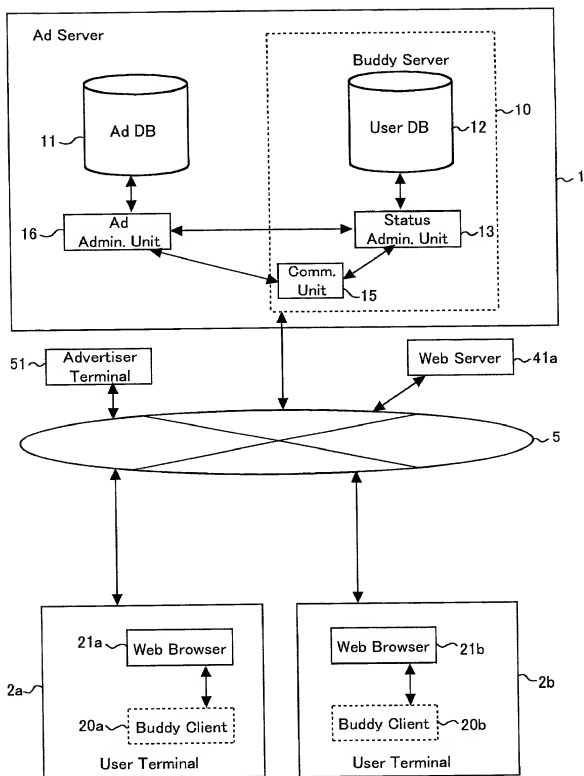 Ad Server
Buddy Server
10
Ad DB
11
User DB
12
1
Ad
Admin. Unit
16
Status
Admin. Unit
13
Comm.
Unit
15
51
Advertiser
Terminal
Web Server
41a
5
21a
Web Browser
2a
20a
Buddy Client
User Terminal
Web Browser
21b
2b
Buddy Client
20b
User Terminal